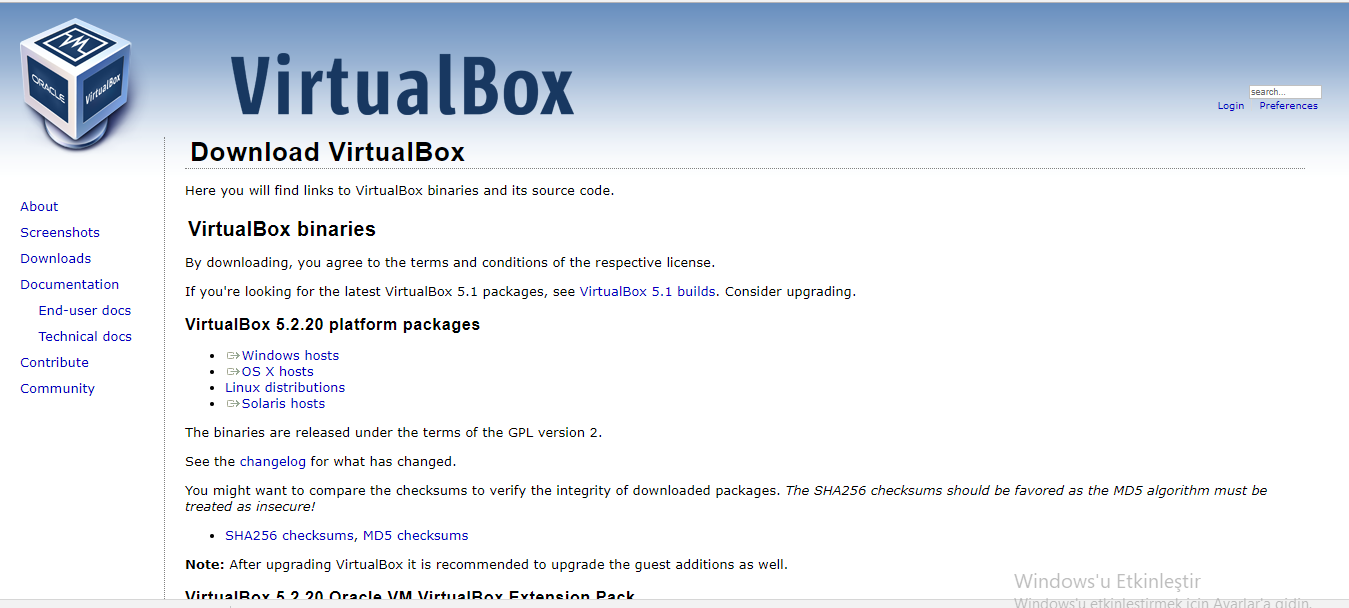 ORACLE
VirtualBox
VirtualBox
search...
Login Preferences
Download VirtualBox
Here you will find links to VirtualBox binaries and its source code.
About
Screenshots
Downloads
Documentation
End-user docs
Technical docs
Contribute
Community
VirtualBox binaries
By downloading, you agree to the terms and conditions of the respective license.
If you're looking for the latest VirtualBox 5.1 packages, see VirtualBox 5.1 builds. Consider upgrading.
VirtualBox 5.2.20 platform packages
Windows hosts
OS X hosts
Linux distributions
Solaris hosts
The binaries are released under the terms of the GPL version 2.
See the changelog for what has changed.
You might want to compare the checksums to verify the integrity of downloaded packages. The SHA256 checksums should be favored as the MD5 algorithm must be
treated as insecure!
SHA256 checksums, MD5 checksums
Note: After upgrading VirtualBox it is recommended to upgrade the guest additions as well.
VirtualBox 5.2.20 Oracle VM VirtualBox Extension Pack
Windows'u Etkinleştir
Windows'u etkinleştirmek için Ayarlar'a gidin.